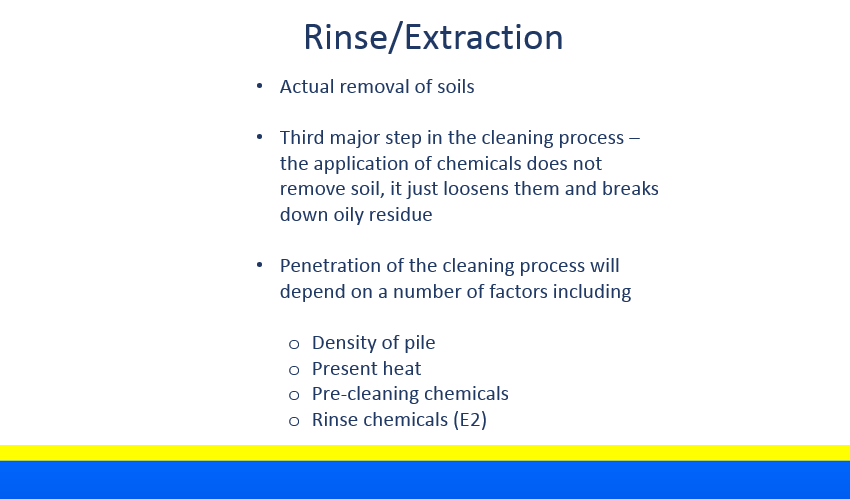 Rinse/Extraction
• Actual removal of soils
• Third major step in the cleaning process –
the application of chemicals does not
remove soil, it just loosens them and breaks
down oily residue
• Penetration of the cleaning process will
depend on a number of factors including
o Density of pile
o Present heat
o Pre-cleaning chemicals
o Rinse chemicals (E2)